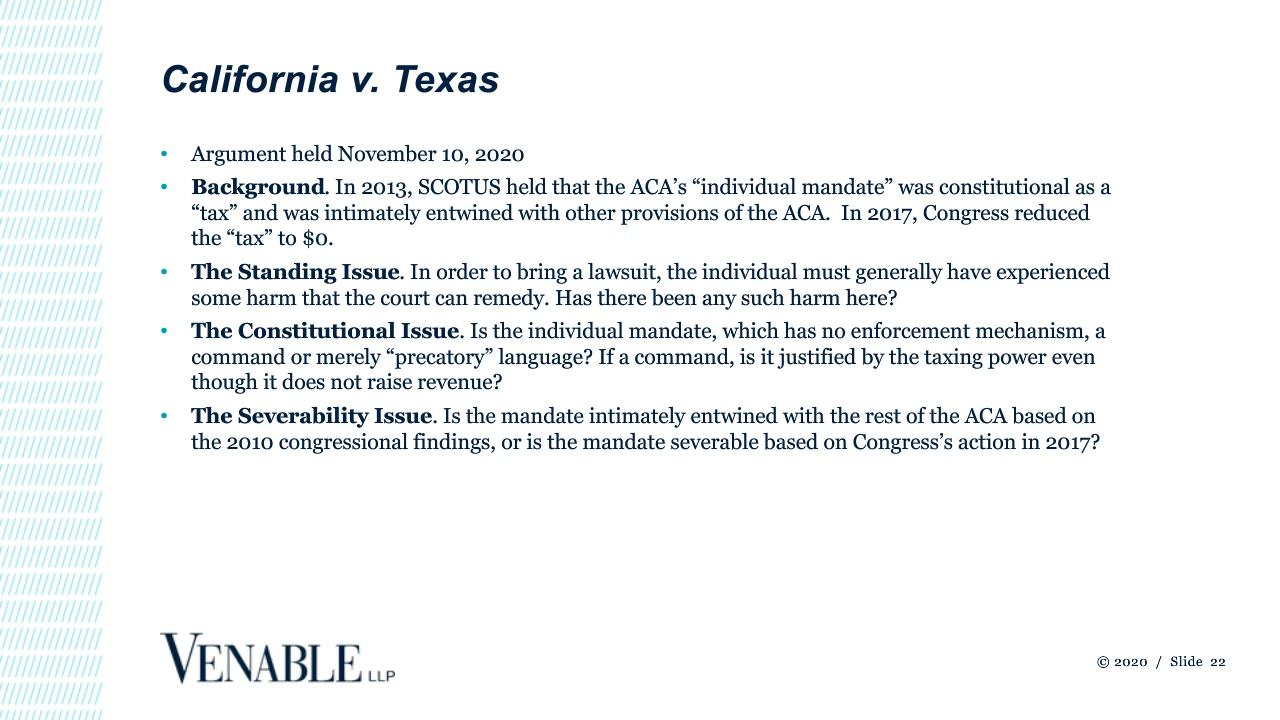 California v. Texas
• Argument held November 10, 2020
• Background. In 2013, SCOTUS held that the ACA’s “individual mandate” was constitutional as a
“tax” and was intimately entwined with other provisions of the ACA.  In 2017, Congress reduced
the “tax” to $0.
• The Standing Issue. In order to bring a lawsuit, the individual must generally have experienced
some harm that the court can remedy. Has there been any such harm here?
• The Constitutional Issue. Is the individual mandate, which has no enforcement mechanism, a
command or merely “precatory” language? If a command, is it justified by the taxing power even
though it does not raise revenue?
• The Severability Issue. Is the mandate intimately entwined with the rest of the ACA based on
the 2010 congressional findings, or is the mandate severable based on Congress’s action in 2017?
VENABLE LLP
© 2020 / Slide 22